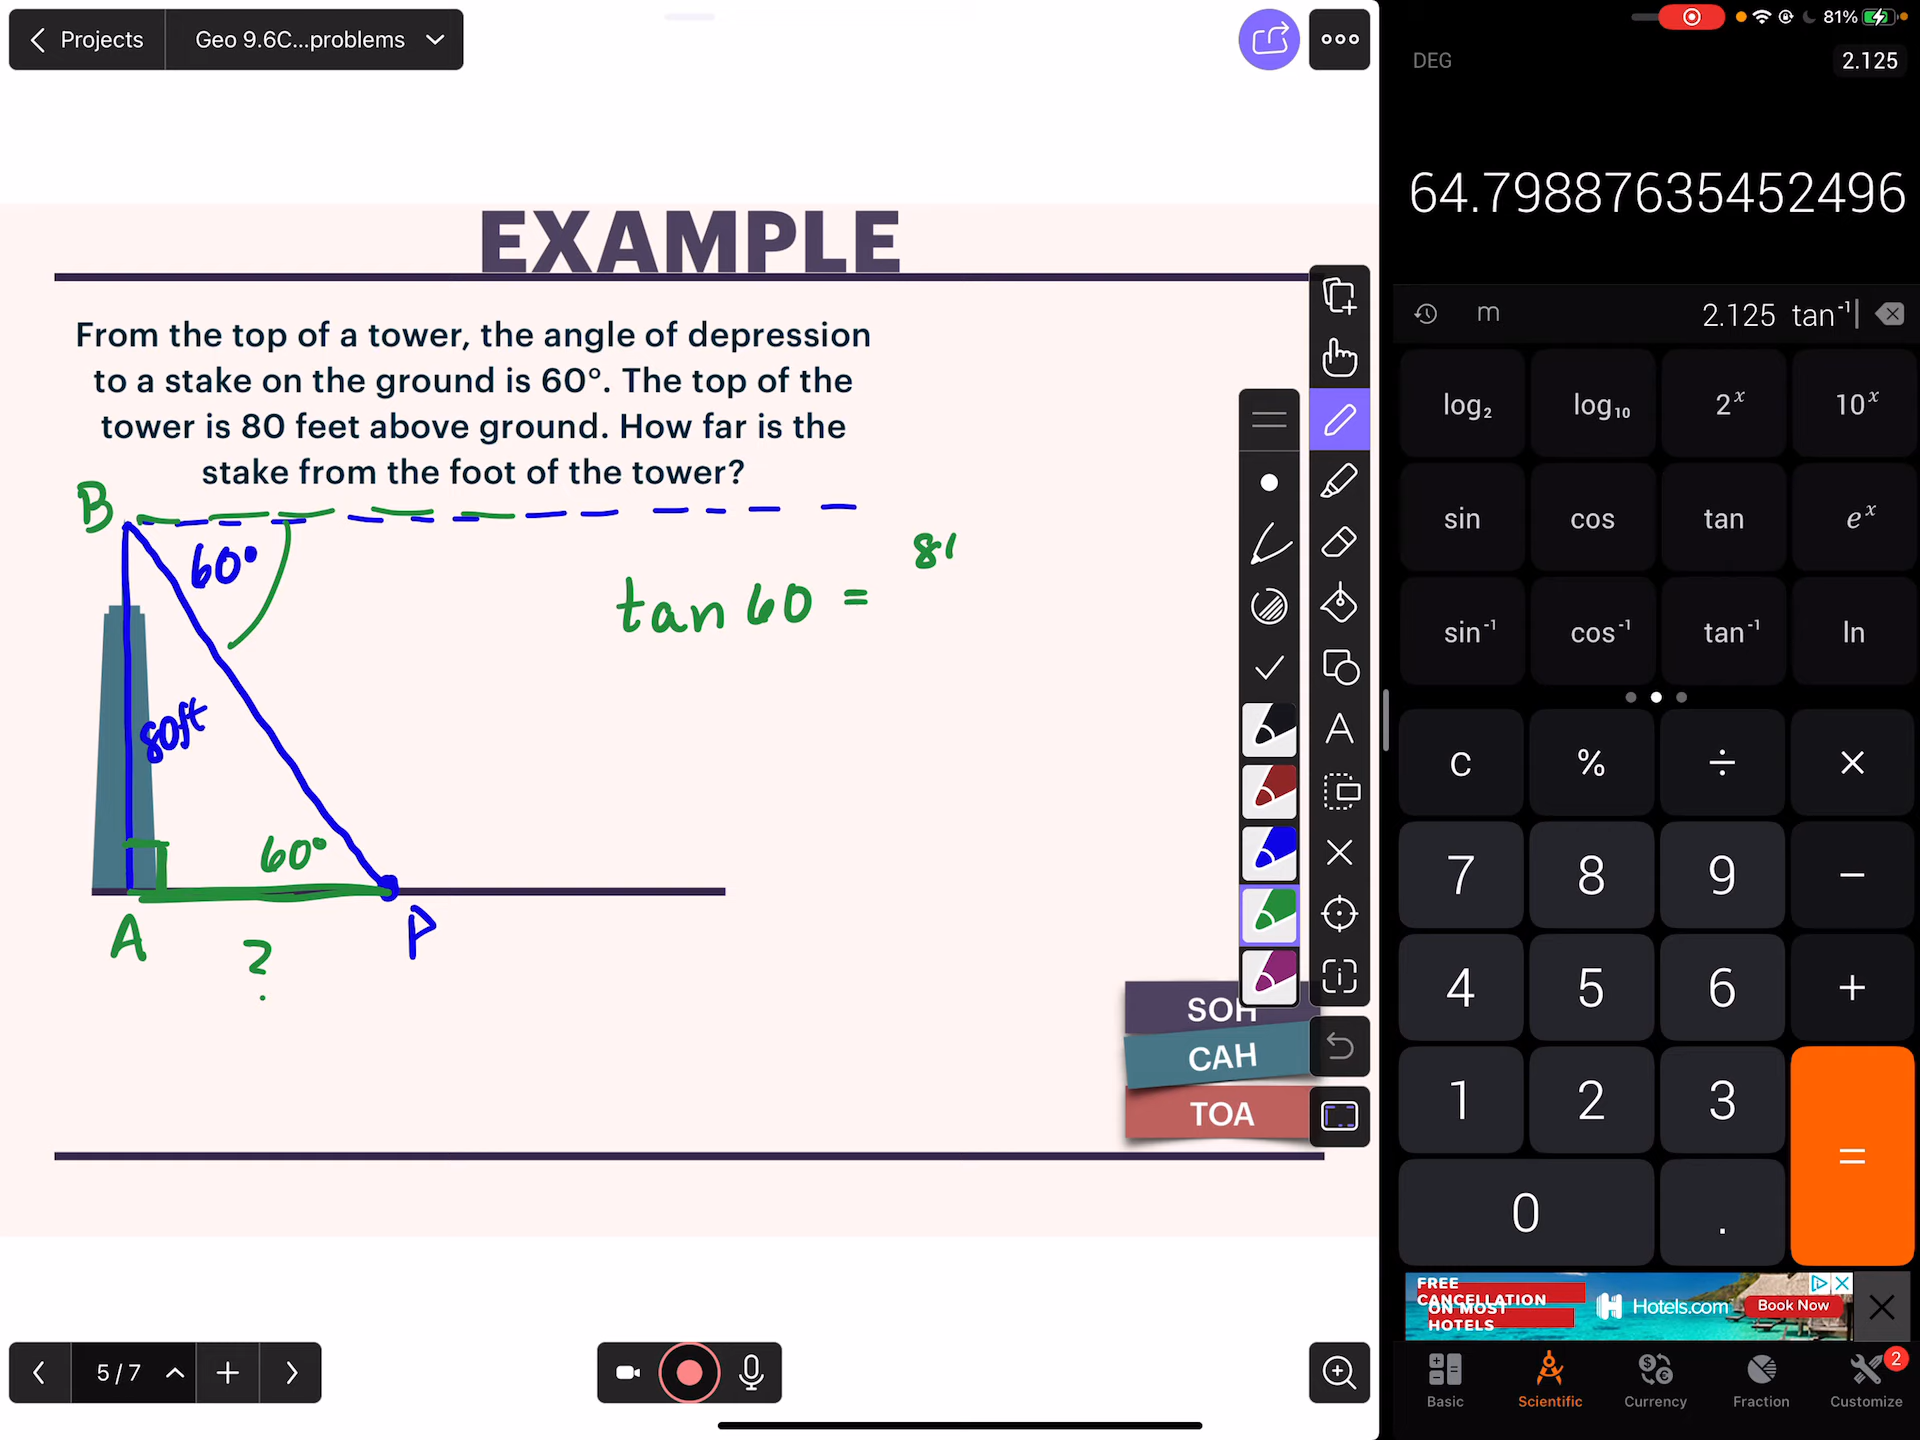 Projects
Geo 9.6C...problems
81%
DEG
2.125
64.79887635452496
m
2.125 tan⁻¹
EXAMPLE
From the top of a tower, the angle of depression
to a stake on the ground is 60°. The top of the
tower is 80 feet above ground. How far is the
stake from the foot of the tower?
B
60°
tan 60 =
80ft
60°
A
?
P
SOH
CAH
TOA
A
log₂ log₁₀ 2ˣ 10ˣ
sin cos tan eˣ
sin⁻¹ cos⁻¹ tan⁻¹ ln
C % ÷ ×
7 8 9 −
4 5 6 +
1 2 3
0 . =
FREE
CANCELLATION
ON MOST
HOTELS
Hotels.com
Book Now
5 / 7
Basic
Scientific
Currency
Fraction
2
Customize